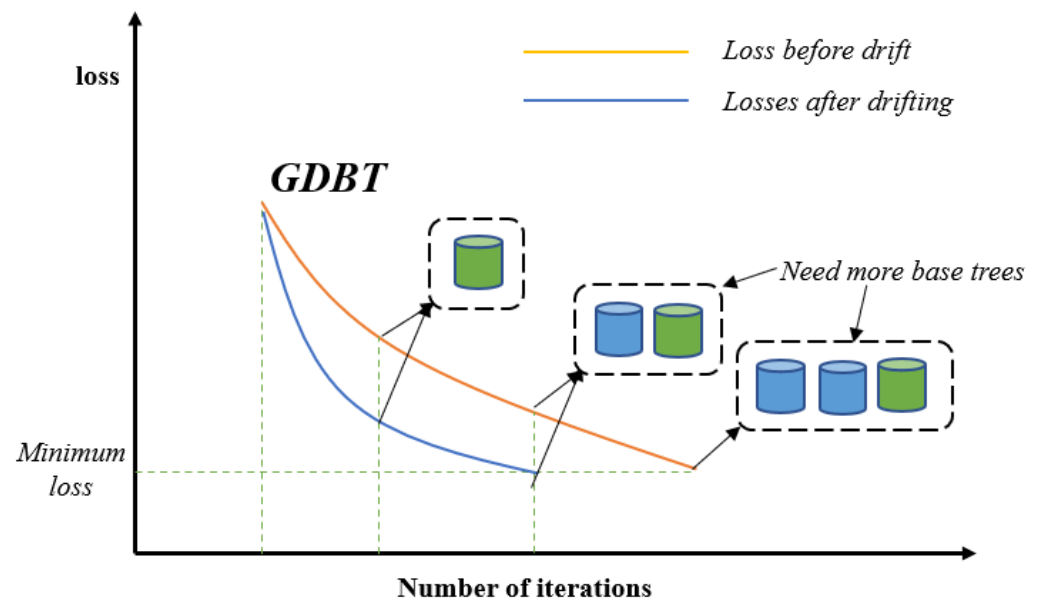 loss
Loss before drift
Losses after drifting
GDBT
Need more base trees
Minimum
loss
Number of iterations